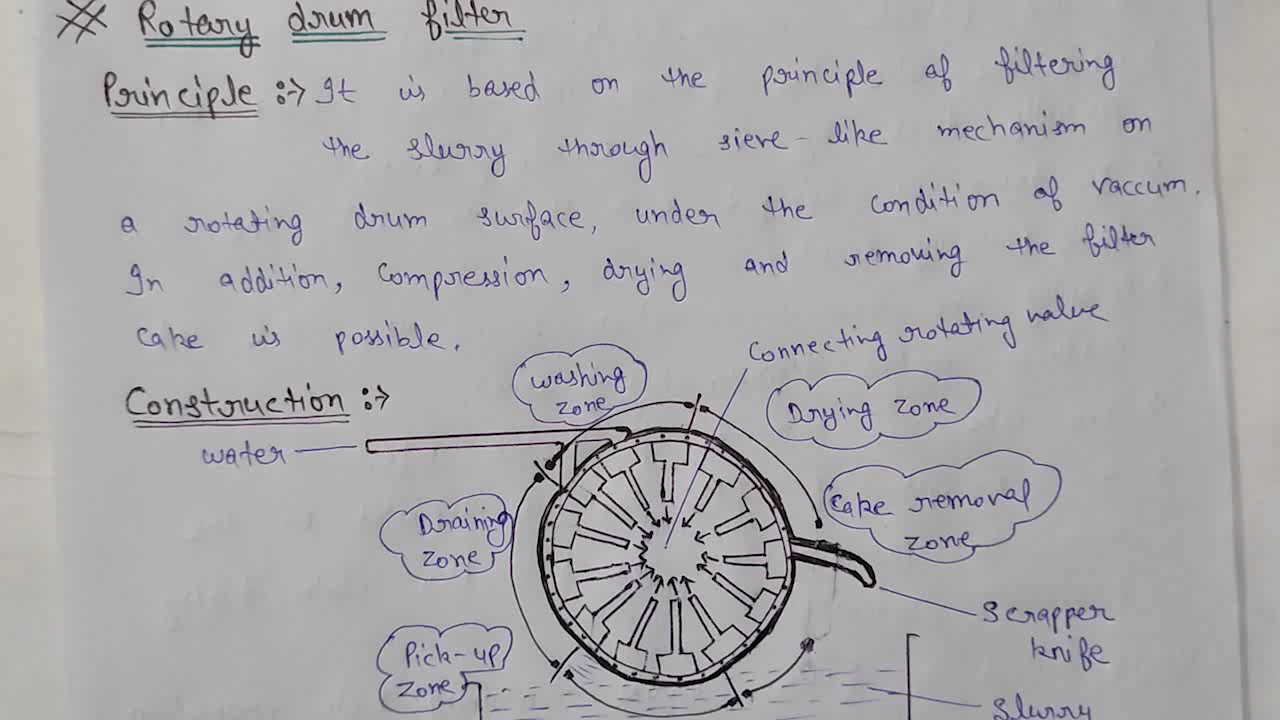 Rotary drum filter
Principle :-> It is based on the principle of filtering
the slurry through sieve-like mechanism on
a rotating drum surface, under the condition of vaccum.
In addition, compression, drying and removing the filter
cake is possible.
Connecting rotating valve
Construction :->
washing
zone
Drying zone
water
Cake removal
zone
Draining
zone
Scrapper
knife
Pick-up
zone
Slurry